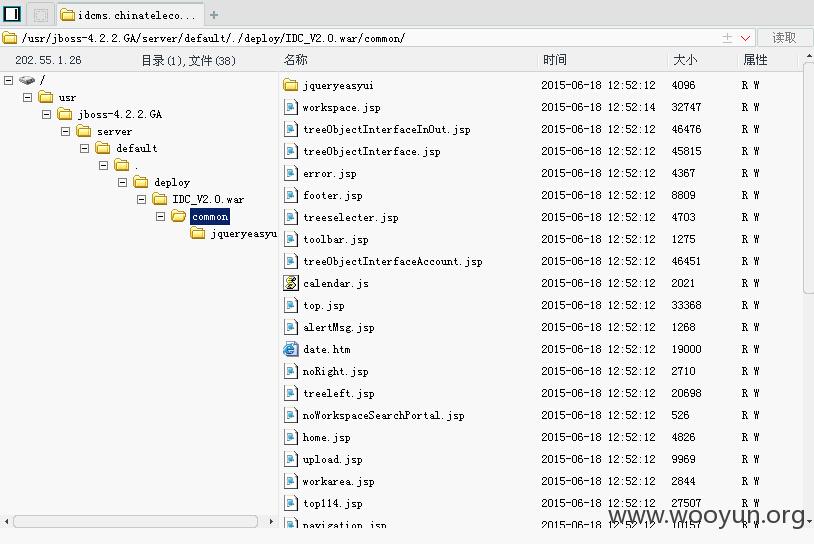 idcms.chinateleco...
/usr/jboss-4.2.2.GA/server/default/./deploy/IDC_V2.0.war/common/ 读取
202.55.1.26 目录(1),文件(38) 名称 时间 大小 属性
/
usr
jboss-4.2.2.GA
server
default
.
deploy
IDC_V2.0.war
common
jqueryeasyu
jqueryeasyui 2015-06-18 12:52:12 4096 R W
workspace.jsp 2015-06-18 12:52:14 32747 R W
treeObjectInterfaceInOut.jsp 2015-06-18 12:52:12 46476 R W
treeObjectInterface.jsp 2015-06-18 12:52:12 45815 R W
error.jsp 2015-06-18 12:52:12 4367 R W
footer.jsp 2015-06-18 12:52:12 8809 R W
treeselecter.jsp 2015-06-18 12:52:12 4703 R W
toolbar.jsp 2015-06-18 12:52:12 1275 R W
treeObjectInterfaceAccount.jsp 2015-06-18 12:52:12 46451 R W
calendar.js 2015-06-18 12:52:12 2021 R W
top.jsp 2015-06-18 12:52:12 33368 R W
alertMsg.jsp 2015-06-18 12:52:12 1268 R W
date.htm 2015-06-18 12:52:12 19000 R W
noRight.jsp 2015-06-18 12:52:12 2710 R W
treeleft.jsp 2015-06-18 12:52:12 20698 R W
noWorkspaceSearchPortal.jsp 2015-06-18 12:52:12 526 R W
home.jsp 2015-06-18 12:52:12 4826 R W
upload.jsp 2015-06-18 12:52:12 9969 R W
workarea.jsp 2015-06-18 12:52:12 2844 R W
top114.jsp 2015-06-18 12:52:12 27507 R W
navigation.jsp 2015-06-18 12:52:12 R W
www.wooyun.org